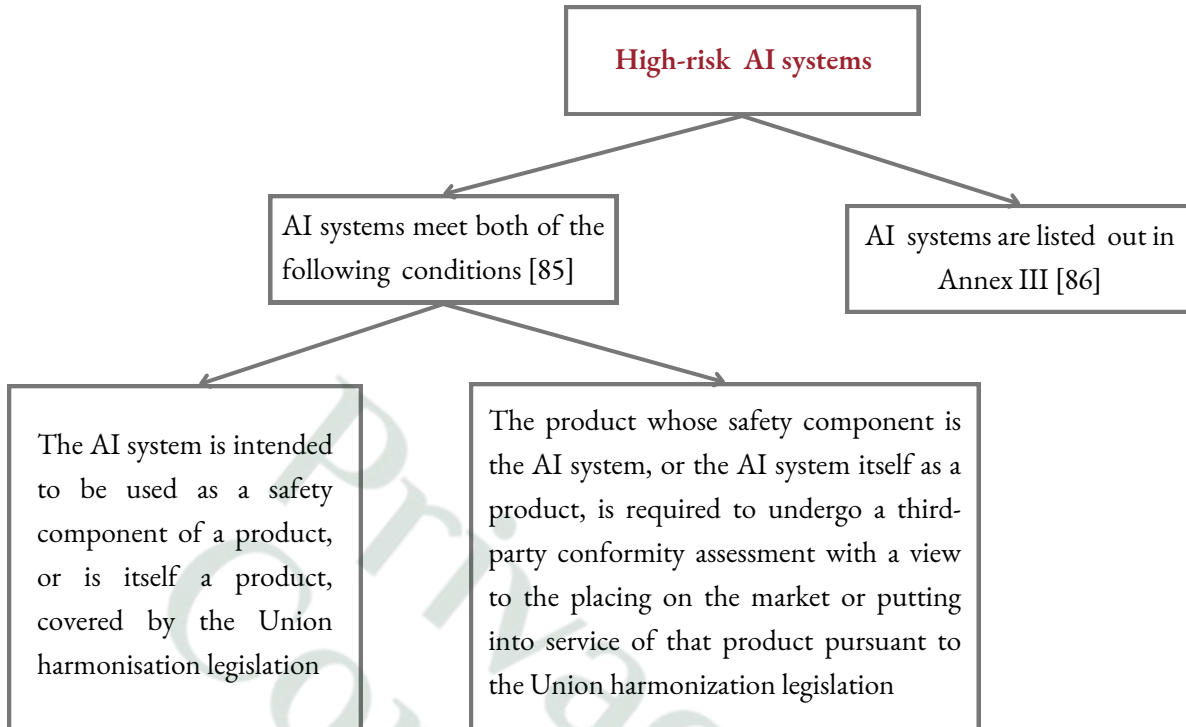 High-risk AI systems
AI systems meet both of the
following conditions [85]
AI systems are listed out in
Annex III [86]
The AI system is intended
to be used as a safety
component of a product,
or is itself a product,
covered by the Union
harmonisation legislation
The product whose safety component is
the AI system, or the AI system itself as a
product, is required to undergo a third-
party conformity assessment with a view
to the placing on the market or putting
into service of that product pursuant to
the Union harmonization legislation